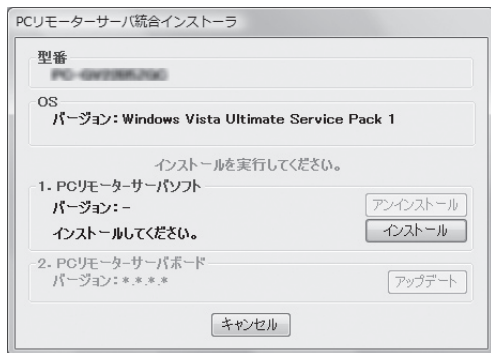 PCリモーターサーバ統合インストーラ
型番
OS
バージョン：Windows Vista Ultimate Service Pack 1
インストールを実行してください。
1. PCリモーターサーバソフト
バージョン：-
アンインストール
インストールしてください。
インストール
2. PCリモーターサーバボード
バージョン：*.*.*.*
アップデート
キャンセル